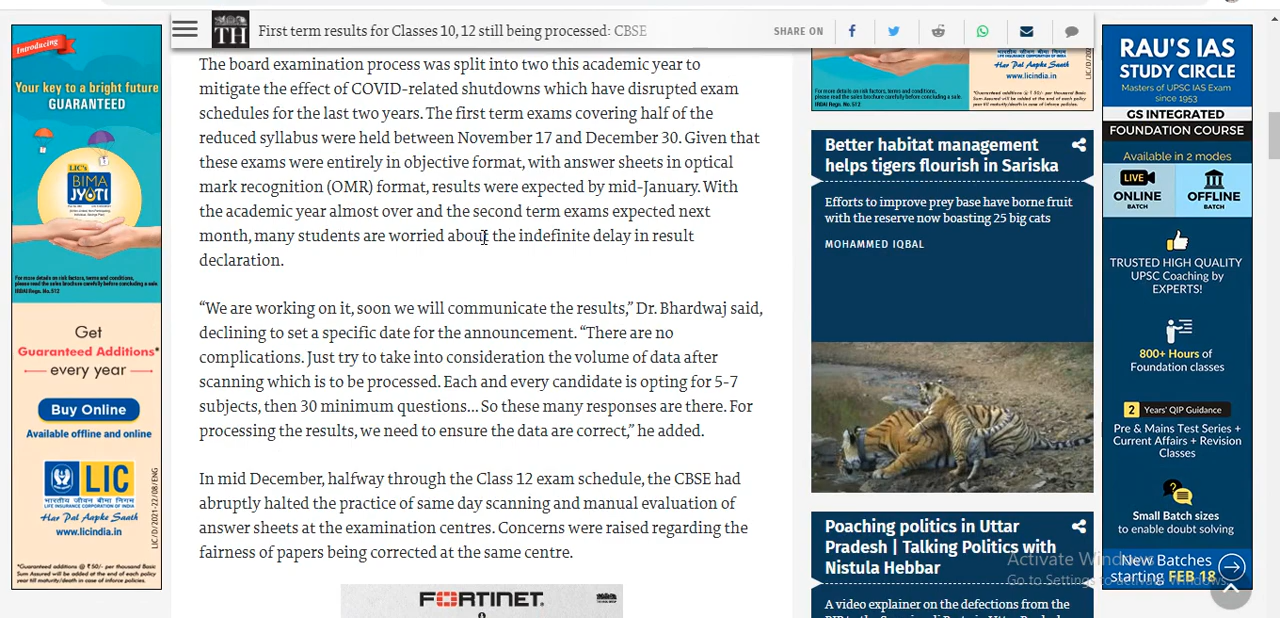 TH
First term results for Classes 10, 12 still being processed: CBSE
SHARE ON
The board examination process was split into two this academic year to
mitigate the effect of COVID-related shutdowns which have disrupted exam
schedules for the last two years. The first term exams covering half of the
reduced syllabus were held between November 17 and December 30. Given that
these exams were entirely in objective format, with answer sheets in optical
mark recognition (OMR) format, results were expected by mid-January. With
the academic year almost over and the second term exams expected next
month, many students are worried about the indefinite delay in result
declaration.
“We are working on it, soon we will communicate the results,” Dr. Bhardwaj said,
declining to set a specific date for the announcement. “There are no
complications. Just try to take into consideration the volume of data after
scanning which is to be processed. Each and every candidate is opting for 5-7
subjects, then 30 minimum questions... So these many responses are there. For
processing the results, we need to ensure the data are correct,” he added.
In mid December, halfway through the Class 12 exam schedule, the CBSE had
abruptly halted the practice of same day scanning and manual evaluation of
answer sheets at the examination centres. Concerns were raised regarding the
fairness of papers being corrected at the same centre.
FORTINET
Introducing
Your key to a bright future
GUARANTEED
LIC's
BIMA
JYOTI
For more details on risk factors, terms and conditions,
please read the sales brochure carefully before concluding a sale
IRDAI Regn. No. 512
Get
Guaranteed Additions*
every year
Buy Online
Available offline and online
LIC
भारतीय जीवन बीमा निगम
LIFE INSURANCE CORPORATION OF INDIA
Har Pal Aapke Saath
www.licindia.in
LIC/D/2021-22/08/ENG
*Guaranteed additions @ ₹ 50/- per thousand Basic
Sum Assured will be added at the end of each policy
year till maturity/death in case of inforce policies.
Har Pal Aapke Saath
www.licindia.in
Better habitat management
helps tigers flourish in Sariska
Efforts to improve prey base have borne fruit
with the reserve now boasting 25 big cats
MOHAMMED IQBAL
Poaching politics in Uttar
Pradesh | Talking Politics with
Nistula Hebbar
A video explainer on the defections from the
RAU'S IAS
STUDY CIRCLE
Masters of UPSC IAS Exam
since 1953
GS INTEGRATED
FOUNDATION COURSE
Available in 2 modes
LIVE
ONLINE
BATCH
OFFLINE
BATCH
TRUSTED HIGH QUALITY
UPSC Coaching by
EXPERTS!
800+ Hours of
Foundation classes
2 Years' QIP Guidance
Pre & Mains Test Series +
Current Affairs + Revision
Classes
Small Batch sizes
to enable doubt solving
New Batches
starting FEB 18
Activate Windows
Go to Settings to activate Windows.